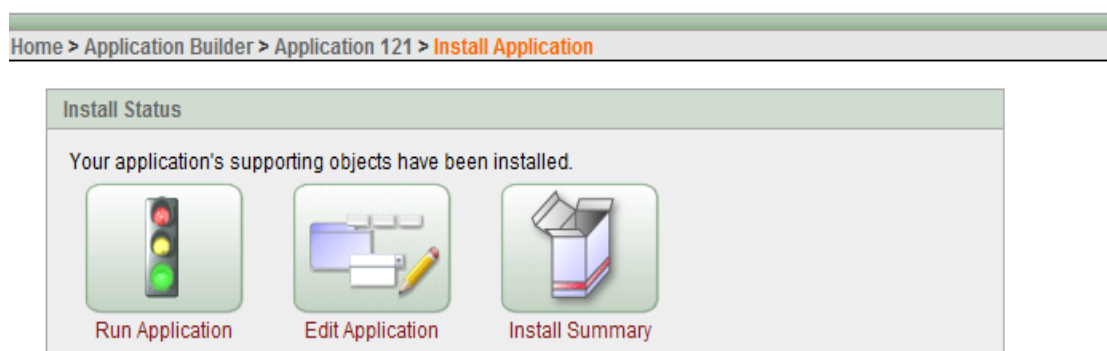 Home > Application Builder > Application 121 > Install Application
Install Status
Your application's supporting objects have been installed.
Run Application Edit Application Install Summary